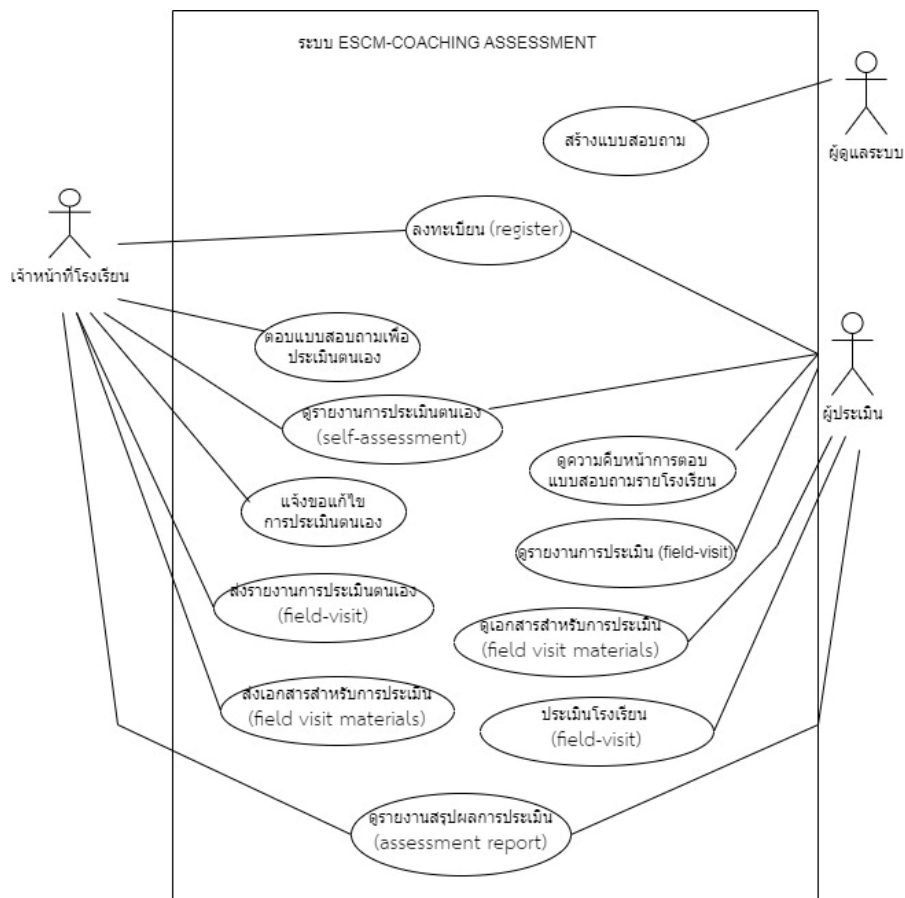 ระบบ ESCM-COACHING ASSESSMENT
สร้างแบบสอบถาม
ผู้ดูแลระบบ
ลงทะเบียน (register)
เจ้าหน้าที่โรงเรียน
ตอบแบบสอบถามเพื่อ
ประเมินตนเอง
ดูรายงานการประเมินตนเอง
(self-assessment)
ผู้ประเมิน
ดูความคืบหน้าการตอบ
แบบสอบถามรายโรงเรียน
แจ้งขอแก้ไข
การประเมินตนเอง
ดูรายงานการประเมิน (field-visit)
ส่งรายงานการประเมินตนเอง
(field-visit)
ดูเอกสารสำหรับการประเมิน
(field visit materials)
ส่งเอกสารสำหรับการประเมิน
(field visit materials)
ประเมินโรงเรียน
(field-visit)
ดูรายงานสรุปผลการประเมิน
(assessment report)